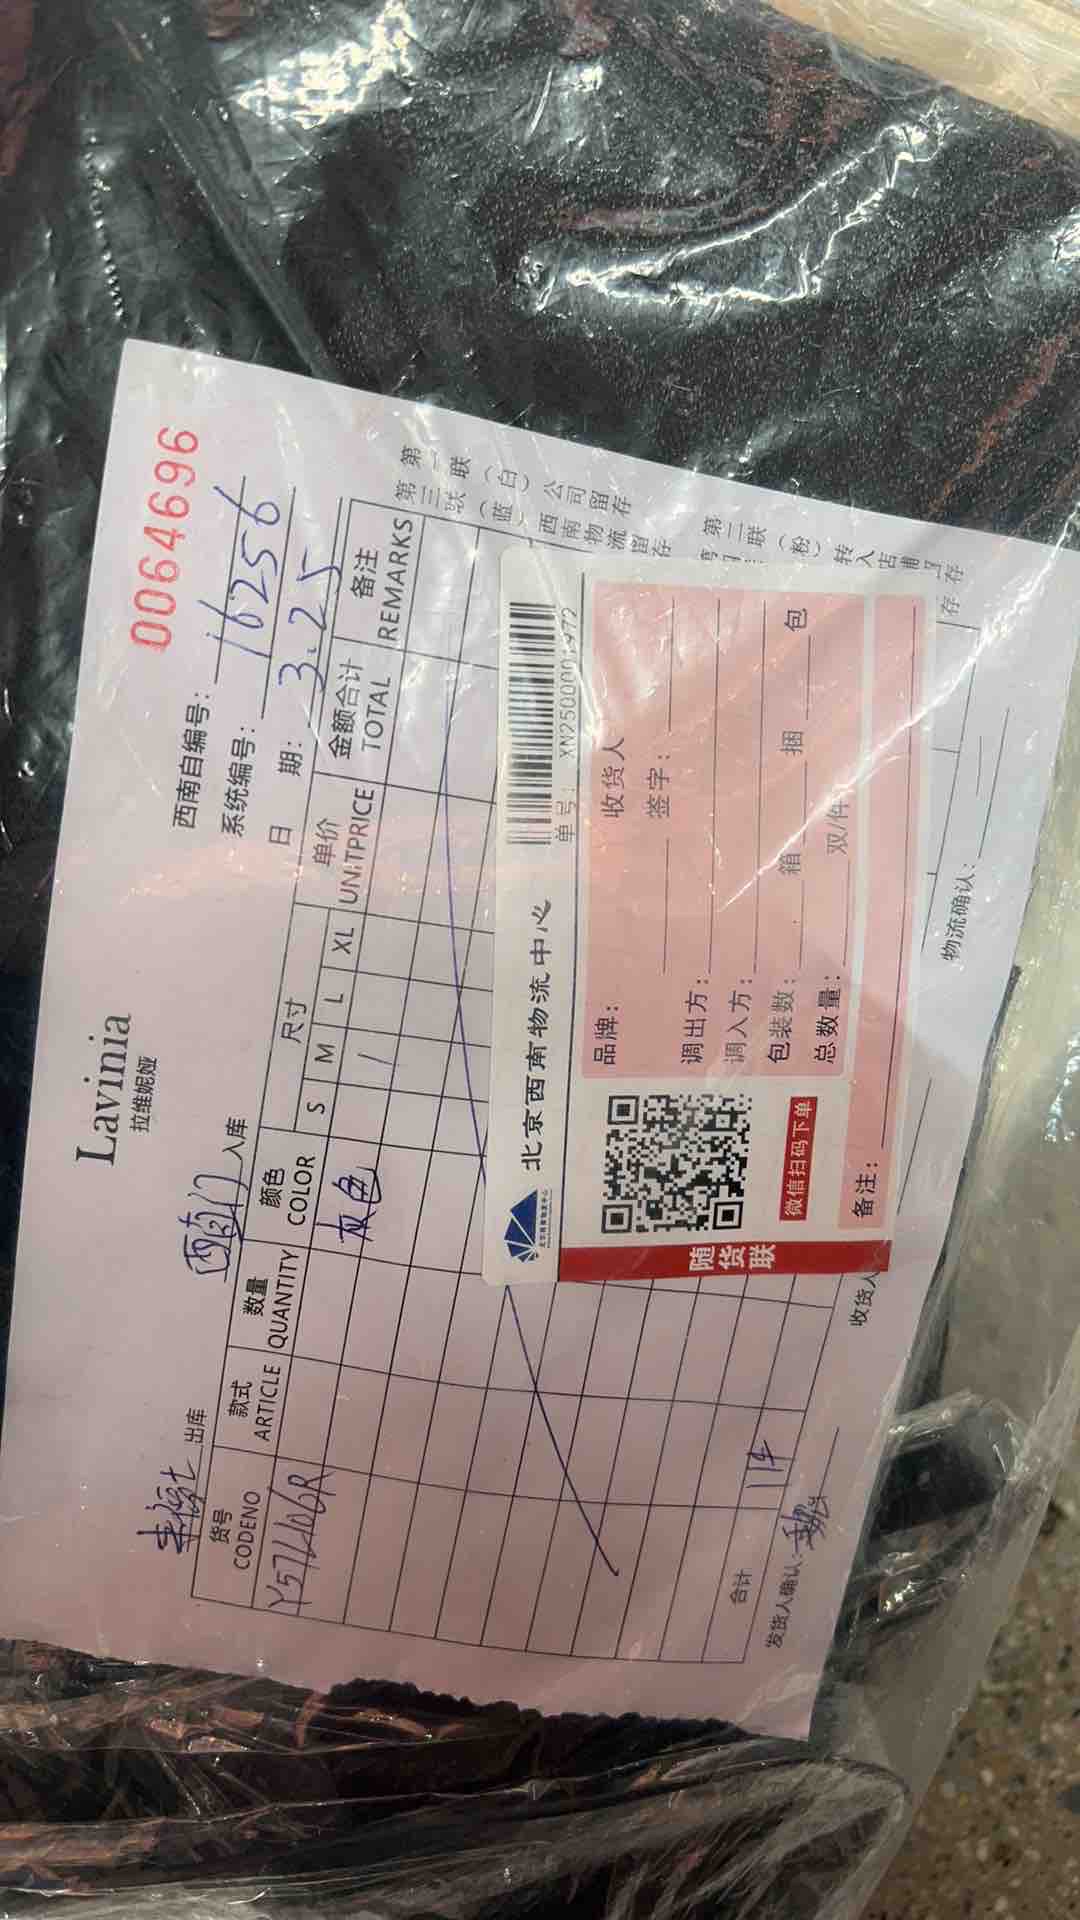 Lavinia
拉维妮娅
0064696
西南自编号：16256
系统编号：
日 期：3.25
出库
西南门 入库
货号 款式 数量 颜色 尺寸 单价 金额合计 备注
CODENO ARTICLE QUANTITY COLOR S M L XL UNITPRICE TOTAL REMARKS
灰色 1
第一联（白）公司留存
第三联（蓝）西南物流留存
第二联（粉）
转入店铺
存
北京西南物流中心
单号：
随货联
微信扫码下单
品牌：
收货人
签字：
调出方：
调入方：
包装数： 箱 捆 包
总数量： 双/件
备注：
合计 1件
发货人确认：
收货人
物流确认：